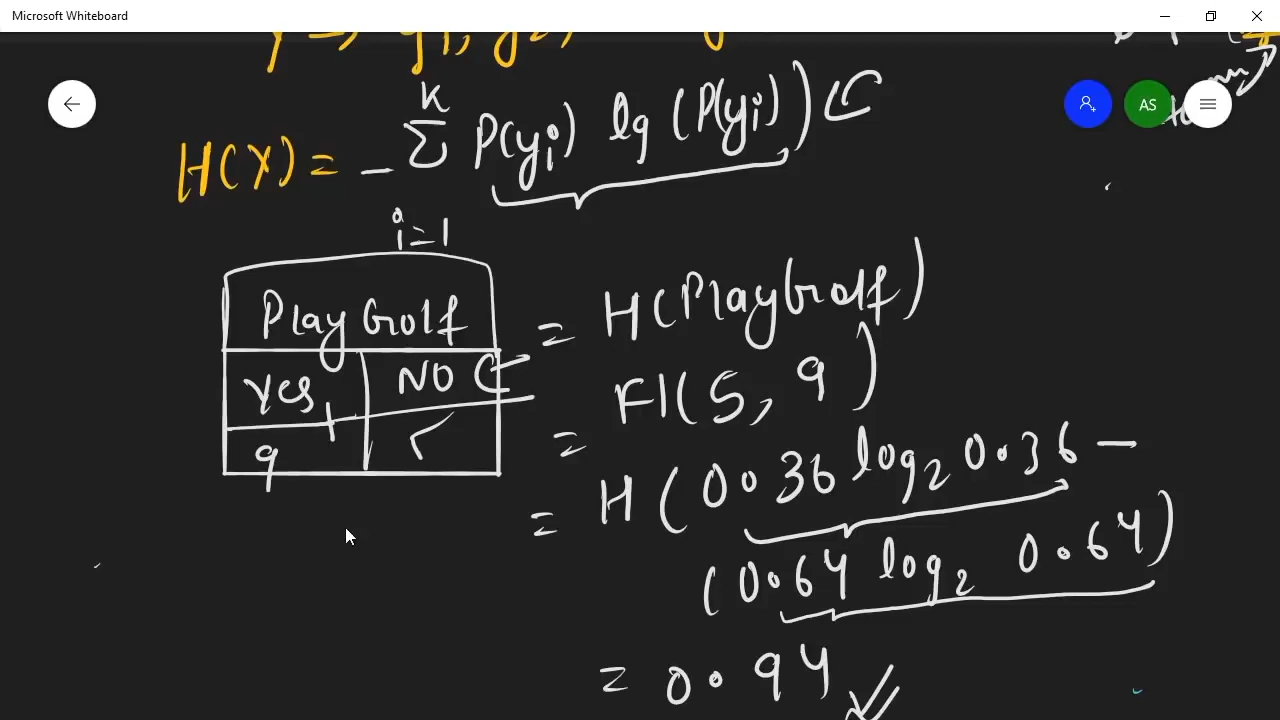 Microsoft Whiteboard
AS
K
H(X) = - Σ P(yi) lg (P(yi))
i=1
Play Golf
Yes NO
9 5
= H(PlayGolf)
= H(5, 9)
= H(0.36 log2 0.36 -
(0.64 log2 0.64)
= 0.94